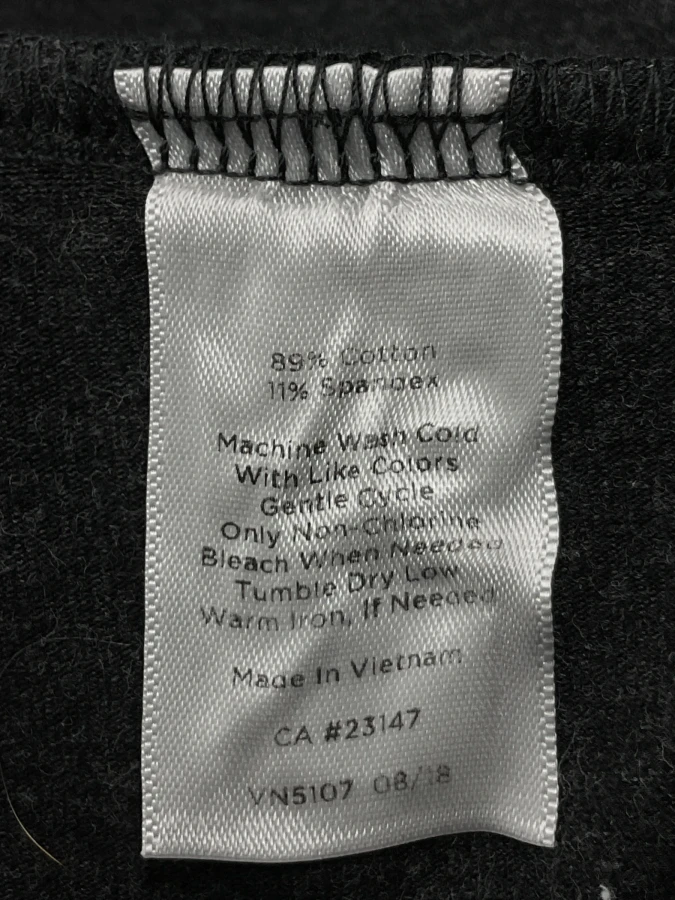 89% Cotton
11% Spandex
Machine Wash Cold
With Like Colors
Gentle Cycle
Only Non-Chlorine
Bleach When Needed
Tumble Dry Low
Warm Iron, If Needed
Made In Vietnam
CA #23147
VN5107 08/18